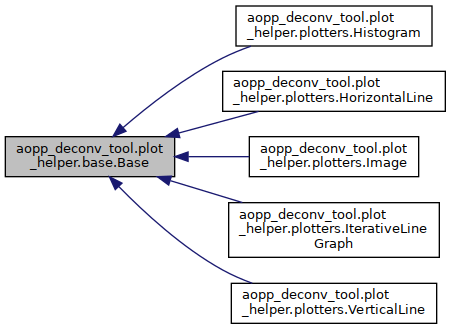 aopp_deconv_tool.plot
_helper.plotters.Histogram
aopp_deconv_tool.plot
_helper.plotters.HorizontalLine
aopp_deconv_tool.plot
_helper.base.Base
aopp_deconv_tool.plot
_helper.plotters.Image
aopp_deconv_tool.plot
_helper.plotters.IterativeLine
Graph
aopp_deconv_tool.plot
_helper.plotters.VerticalLine